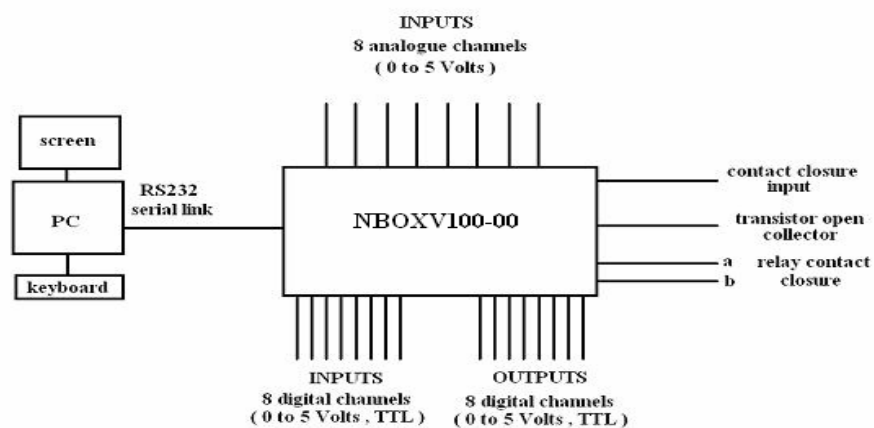 INPUTS
8 analogue channels
( 0 to 5 Volts )
screen
PC
keyboard
RS232
serial link
NBOXV100-00
contact closure
input
transistor open
collector
a relay contact
b closure
INPUTS
8 digital channels
( 0 to 5 Volts , TTL )
OUTPUTS
8 digital channels
( 0 to 5 Volts , TTL )